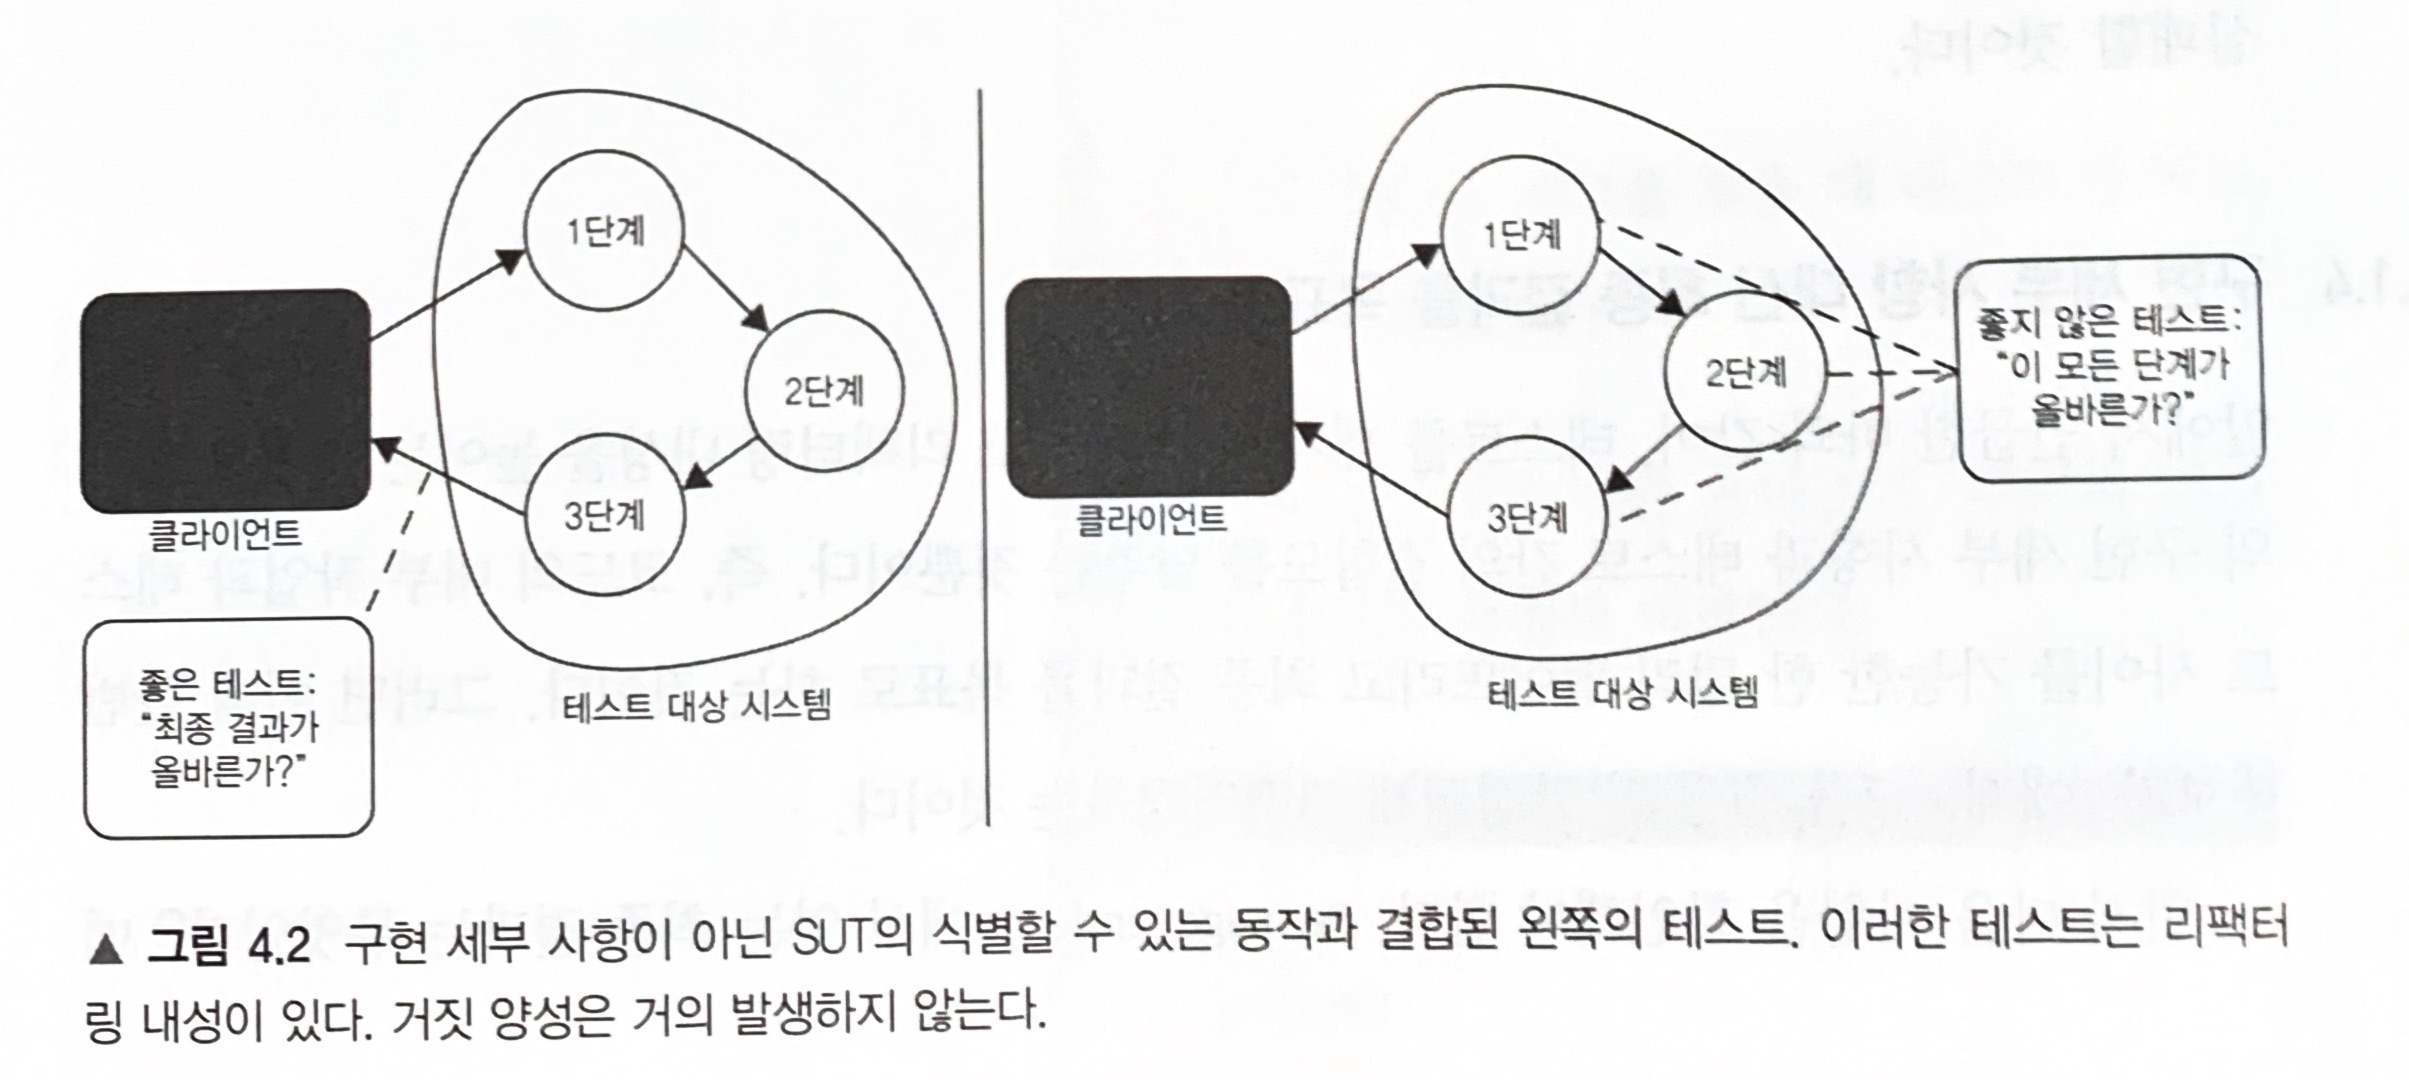 1단계
2단계
3단계
클라이언트
좋은 테스트:
“최종 결과가
올바른가?”
테스트 대상 시스템
1단계
2단계
3단계
클라이언트
좋지 않은 테스트:
“이 모든 단계가
올바른가?”
테스트 대상 시스템
▲ 그림 4.2 구현 세부 사항이 아닌 SUT의 식별할 수 있는 동작과 결합된 왼쪽의 테스트. 이러한 테스트는 리팩터
링 내성이 있다. 거짓 양성은 거의 발생하지 않는다.